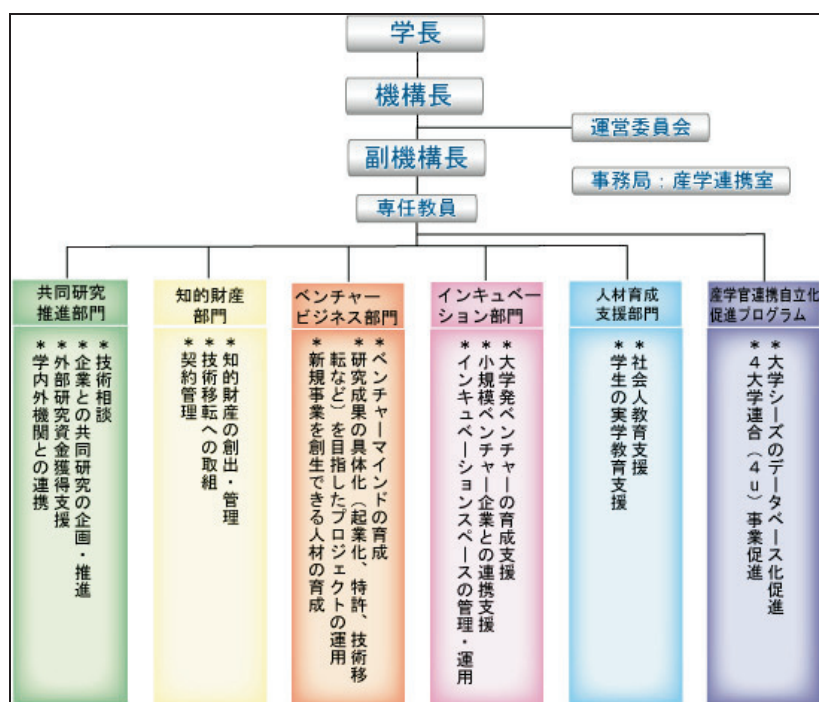 学長
機構長
運営委員会
副機構長
事務局：産学連携室
専任教員
共同研究
推進部門
＊技術相談
＊企業との共同研究の企画・推進
＊外部研究資金獲得支援
＊学内外機関との連携
知的財産
部門
＊知的財産の創出・管理
＊技術移転への取組
＊契約管理
ベンチャー
ビジネス部門
＊ベンチャーマインドの育成
＊研究成果の具体化（起業化、特許、技術移
転など）を目指したプロジェクトの運用
＊新規事業を創生できる人材の育成
インキュベー
ション部門
＊大学発ベンチャーの育成支援
＊小規模ベンチャー企業との連携支援
＊インキュベーションスペースの管理・運用
人材育成
支援部門
＊社会人教育支援
＊学生の実学教育支援
産学官連携自立化
促進プログラム
＊大学シーズのデータベース化促進
＊４大学連合（４u）事業促進